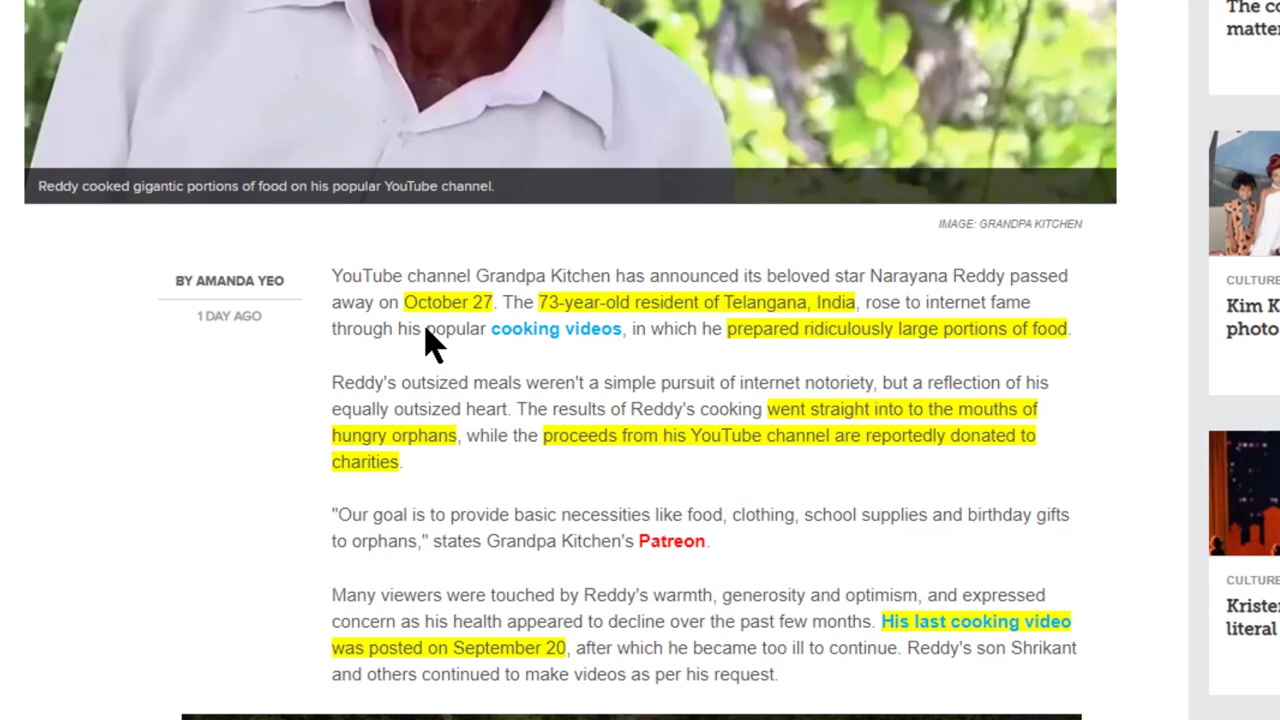 The co
matte
Reddy cooked gigantic portions of food on his popular YouTube channel.
IMAGE: GRANDPA KITCHEN
BY AMANDA YEO
1 DAY AGO
YouTube channel Grandpa Kitchen has announced its beloved star Narayana Reddy passed
away on October 27. The 73-year-old resident of Telangana, India, rose to internet fame
through his popular cooking videos, in which he prepared ridiculously large portions of food.
Reddy's outsized meals weren't a simple pursuit of internet notoriety, but a reflection of his
equally outsized heart. The results of Reddy's cooking went straight into to the mouths of
hungry orphans, while the proceeds from his YouTube channel are reportedly donated to
charities.
"Our goal is to provide basic necessities like food, clothing, school supplies and birthday gifts
to orphans," states Grandpa Kitchen's Patreon.
Many viewers were touched by Reddy's warmth, generosity and optimism, and expressed
concern as his health appeared to decline over the past few months. His last cooking video
was posted on September 20, after which he became too ill to continue. Reddy's son Shrikant
and others continued to make videos as per his request.
CULTURE
Kim K
photo
CULTURE
Kriste
literal